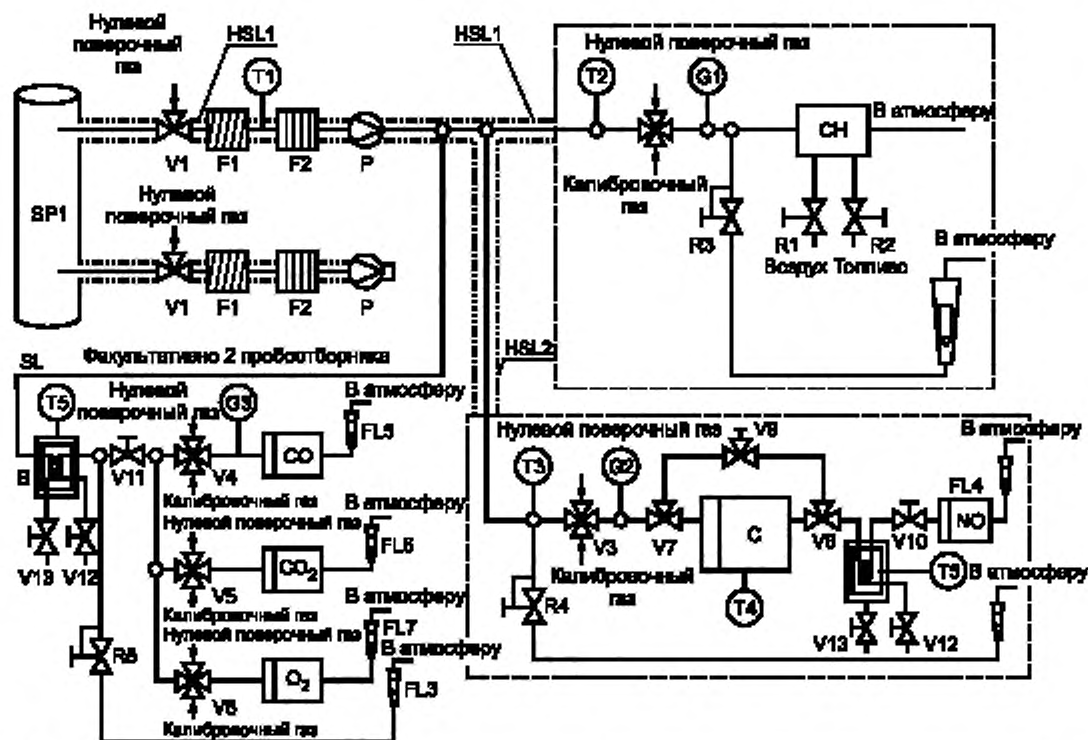 Нулевой
поверочный
газ
HSL1
T1
V1
F1
F2
P
SP1
Нулевой
поверочный газ
V1
F1
F2
P
Факультативно 2 пробоотборника
HSL1
Нулевой поверочный газ
T2
G1
CH
В атмосферу
Калибровочный
газ
R3
R1
R2
Воздух Топливо
В атмосферу
HSL2
SL
T5
Нулевой
поверочный газ
G3
В атмосферу
FL5
CO
B
V11
V4
Калибровочный газ
Нулевой поверочный газ
В атмосферу
FL6
CO2
V13
V12
V5
Калибровочный газ
Нулевой поверочный газ
В атмосферу
FL7
В атмосферу
O2
FL3
V6
Калибровочный газ
Нулевой поверочный газ
T3
G2
C
В атмосферу
FL4
NO
V3
V7
V10
Калибровочный
газ
R4
T4
В атмосферу
V13
V12